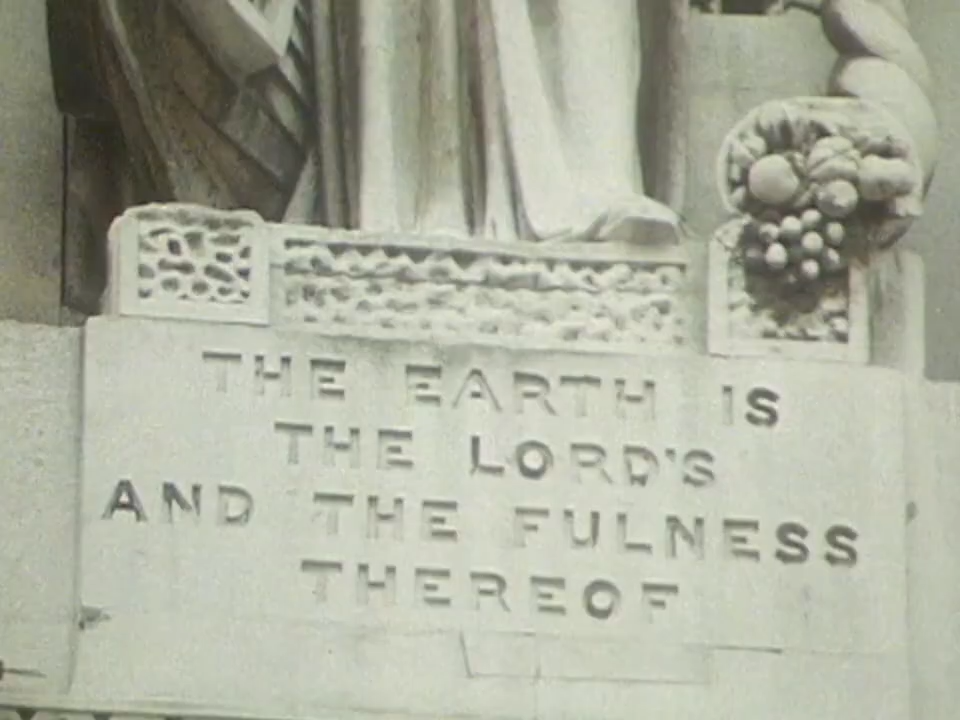 THE EARTH IS
THE LORD'S
AND THE FULNESS
THEREOF